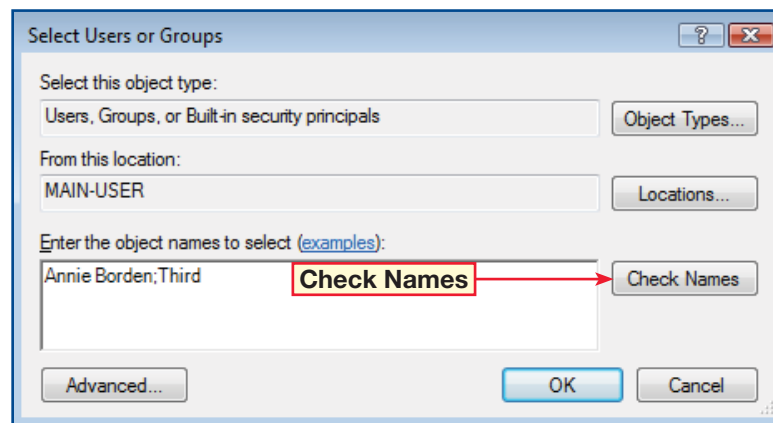 Select Users or Groups
Select this object type:
Users, Groups, or Built-in security principals
Object Types...
From this location:
MAIN-USER
Locations...
Enter the object names to select (examples):
Annie Borden;Third
Check Names
Check Names
Advanced...
OK
Cancel